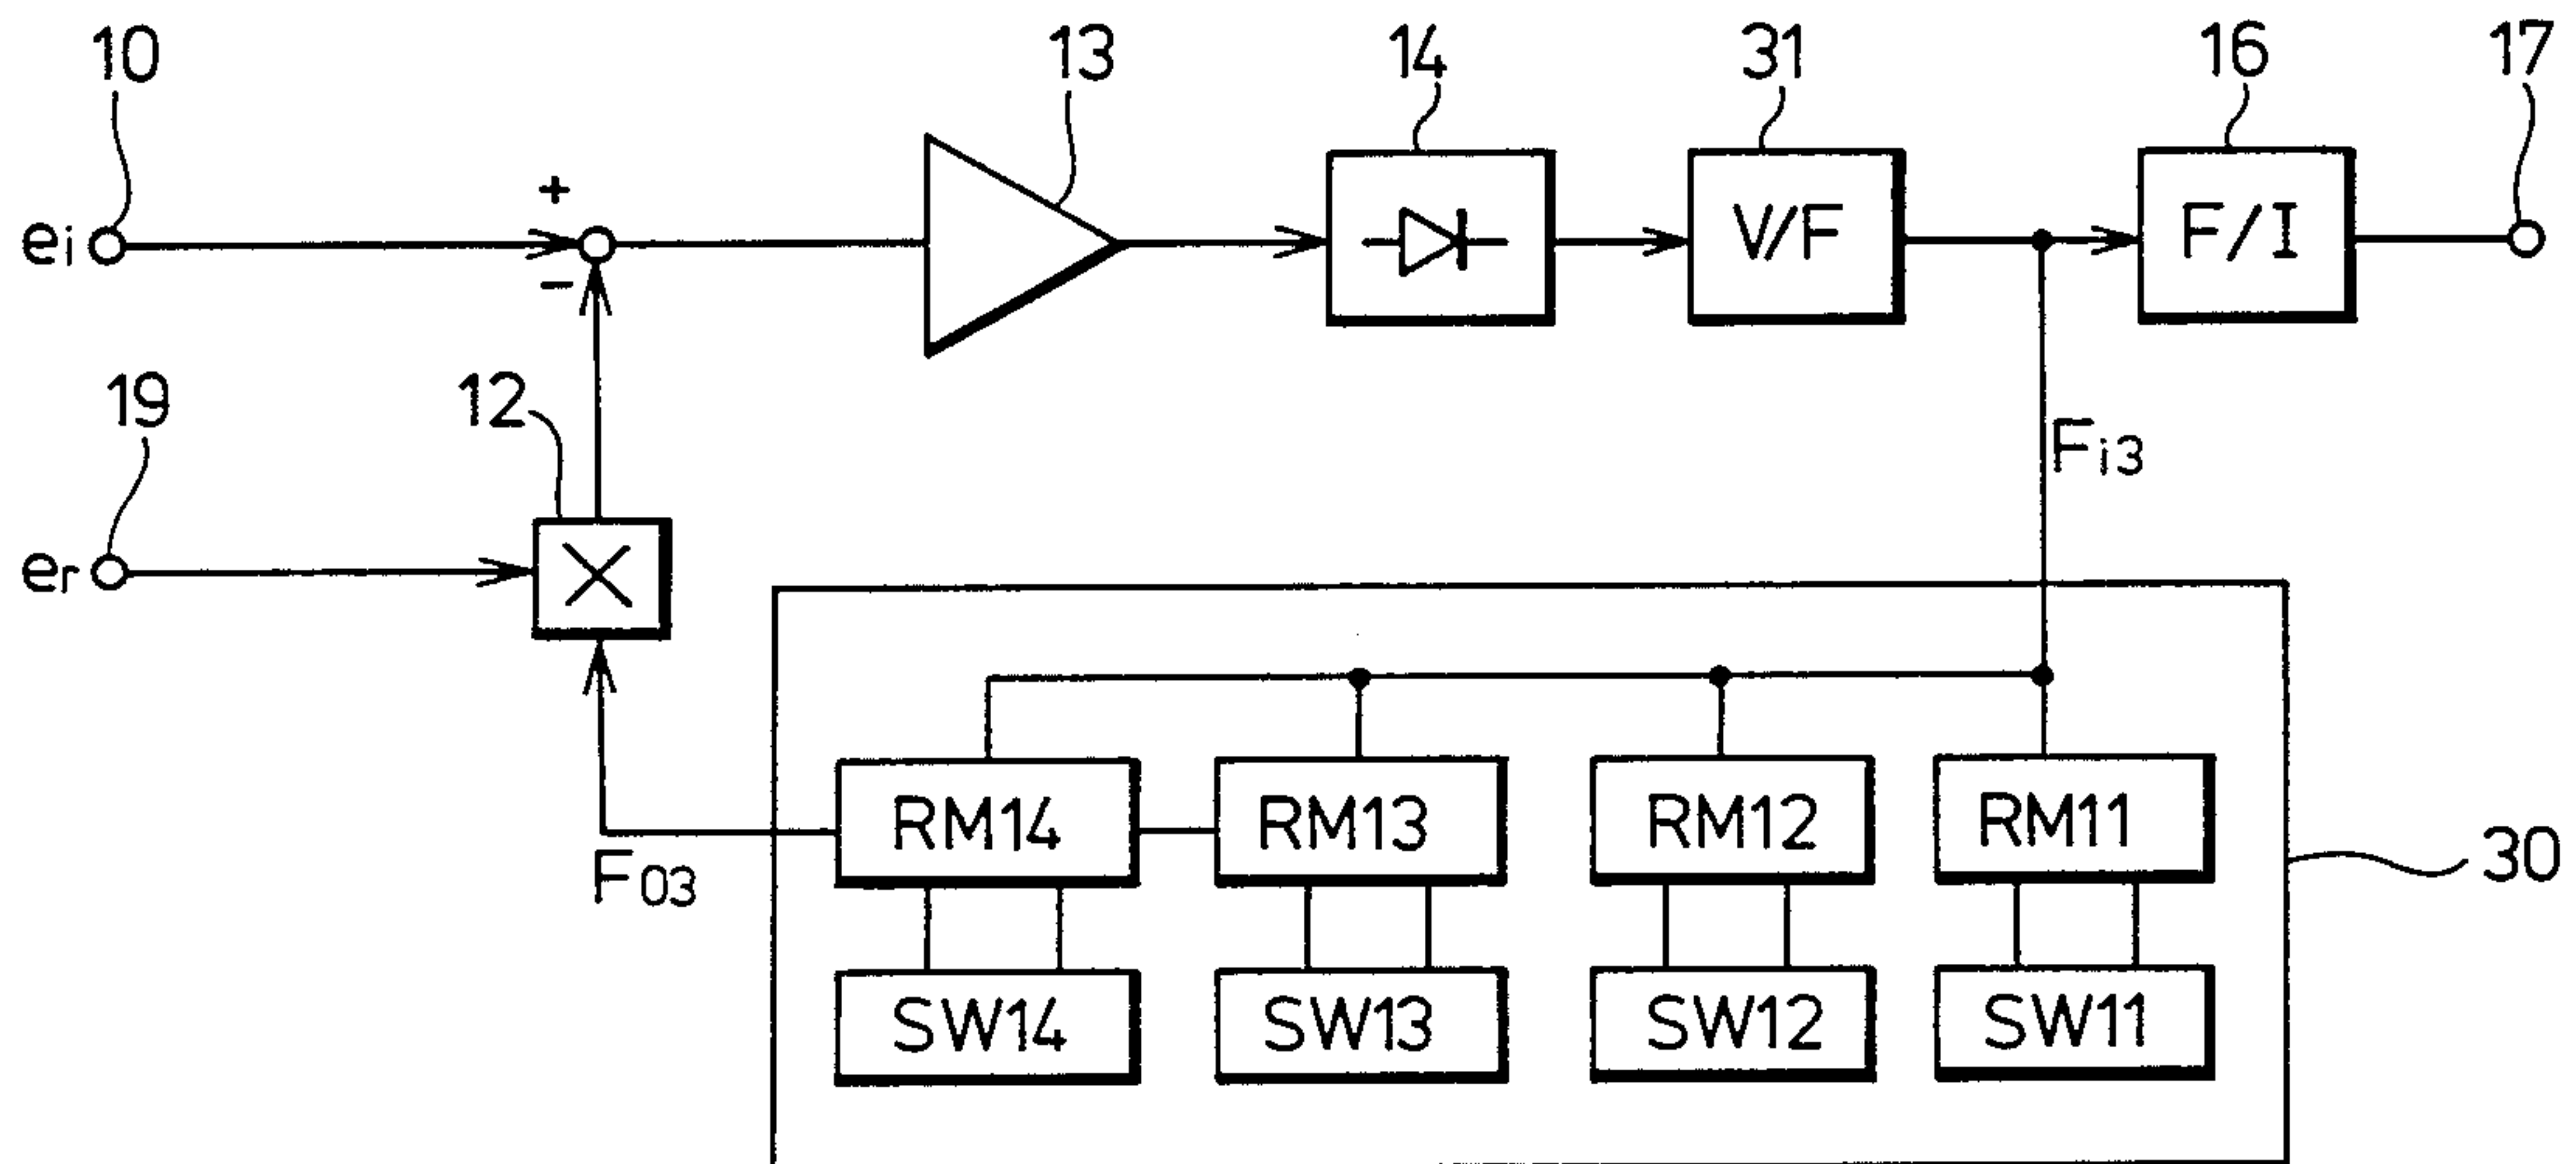 10
13
14
31
16
17
+
ei
V/F
F/I
−
19
12
Fi3
er
×
RM14
RM13
RM12
RM11
30
F03
SW14
SW13
SW12
SW11